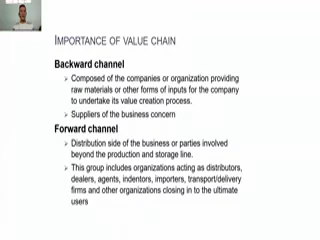 IMPORTANCE OF VALUE CHAIN
Backward channel
➢ Composed of the companies or organization providing
raw materials or other forms of inputs for the company
to undertake its value creation process.
➢ Suppliers of the business concern
Forward channel
➢ Distribution side of the business or parties involved
beyond the production and storage line.
➢ This group includes organizations acting as distributors,
dealers, agents, indentors, importers, transport/delivery
firms and other organizations closing in to the ultimate
users